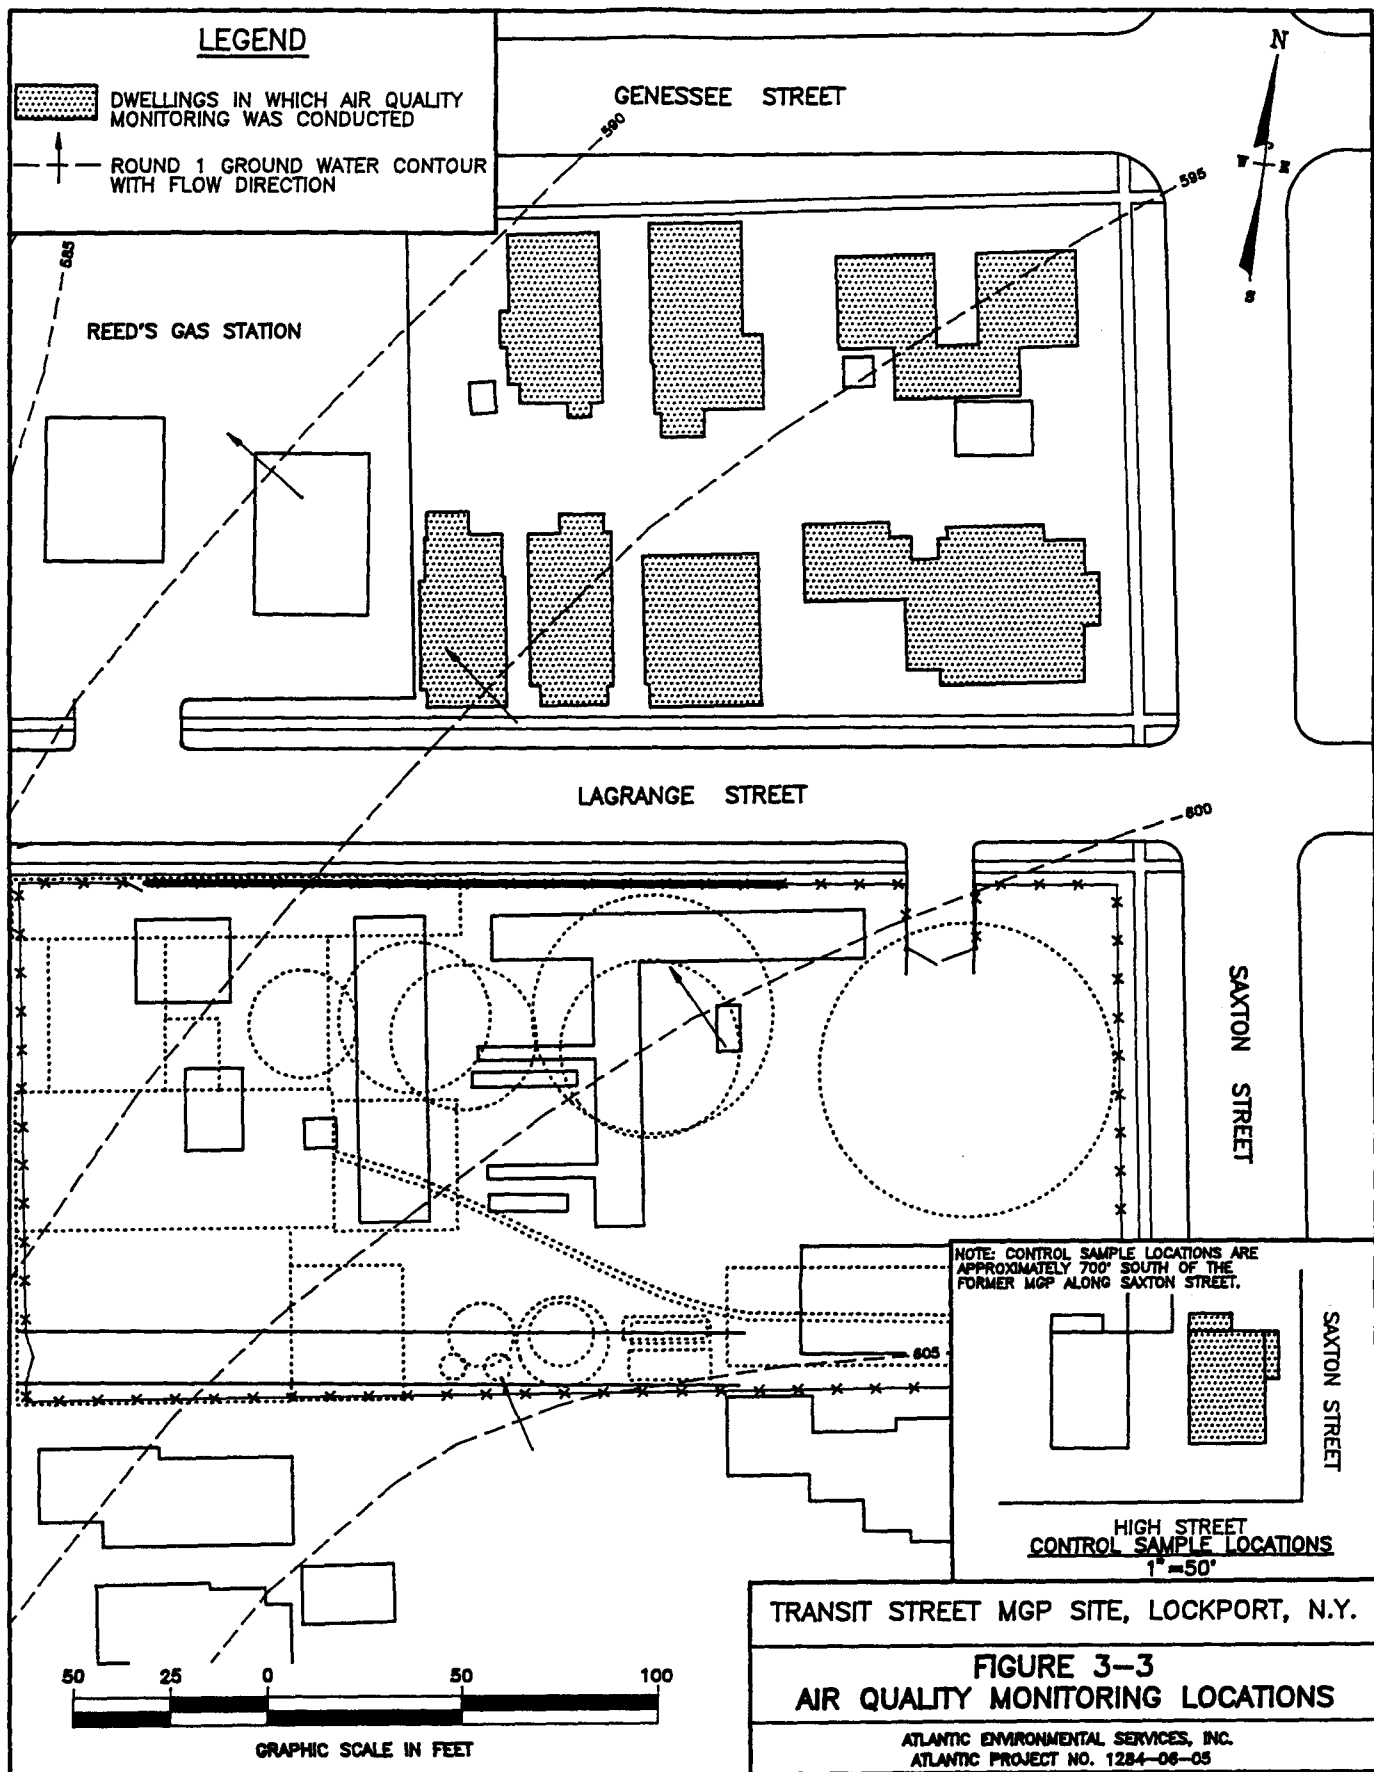 LEGEND
DWELLINGS IN WHICH AIR QUALITY
MONITORING WAS CONDUCTED
ROUND 1 GROUND WATER CONTOUR
WITH FLOW DIRECTION
GENESSEE STREET
590
595
N
W E
S
585
REED'S GAS STATION
LAGRANGE STREET
600
SAXTON STREET
605
NOTE: CONTROL SAMPLE LOCATIONS ARE
APPROXIMATELY 700' SOUTH OF THE
FORMER MGP ALONG SAXTON STREET.
SAXTON STREET
HIGH STREET
CONTROL SAMPLE LOCATIONS
1"=50'
50 25 0 50 100
GRAPHIC SCALE IN FEET
TRANSIT STREET MGP SITE, LOCKPORT, N.Y.
FIGURE 3-3
AIR QUALITY MONITORING LOCATIONS
ATLANTIC ENVIRONMENTAL SERVICES, INC.
ATLANTIC PROJECT NO. 1284-06-05